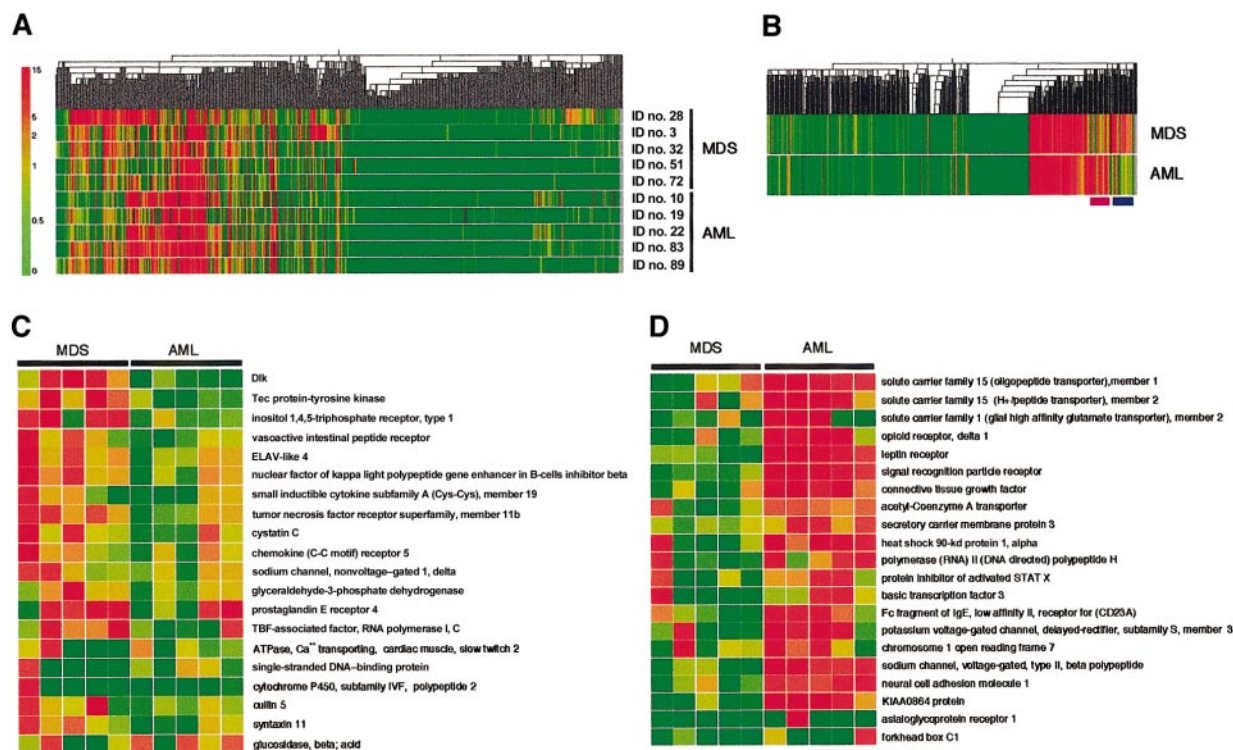 A
15
5
2
1
0.5
0
ID no. 28
ID no. 3
ID no. 32
ID no. 51
ID no. 72
ID no. 10
ID no. 19
ID no. 22
ID no. 83
ID no. 89
MDS
AML
B
MDS
AML
C
MDS AML
Dlk
Tec protein-tyrosine kinase
inositol 1,4,5-triphosphate receptor, type 1
vasoactive intestinal peptide receptor
ELAV-like 4
nuclear factor of kappa light polypeptide gene enhancer in B-cells inhibitor beta
small inductible cytokine subfamily A (Cys-Cys), member 19
tumor necrosis factor receptor superfamily, member 11b
cystatin C
chemokine (C-C motif) receptor 5
sodium channel, nonvoltage–gated 1, delta
glyceraldehyde-3-phosphate dehydrogenase
prostaglandin E receptor 4
TBF-associated factor, RNA polymerase I, C
ATPase, Ca++ transporting, cardiac muscle, slow twitch 2
single-stranded DNA–binding protein
cytochrome P450, subfamily IVF, polypeptide 2
cullin 5
syntaxin 11
glucosidase, beta; acid
D
MDS AML
solute carrier family 15 (oligopeptide transporter),member 1
solute carrier family 15 (H+/peptide transporter), member 2
solute carrier family 1 (glial high affinity glutamate transporter), member 2
opioid receptor, delta 1
leptin receptor
signal recognition particle receptor
connective tissue growth factor
acetyl-Coenzyme A transporter
secretory carrier membrane protein 3
heat shock 90-kd protein 1, alpha
polymerase (RNA) II (DNA directed) polypeptide H
protein inhibitor of activated STAT X
basic transcription factor 3
Fc fragment of IgE, low affinity II, receptor for (CD23A)
potassium voltage-gated channel, delayed-rectifier, subfamily S, member 3
chromosome 1 open reading frame 7
sodium channel, voltage-gated, type II, beta polypeptide
neural cell adhesion molecule 1
KIAA0864 protein
asialoglycoprotein receptor 1
forkhead box C1